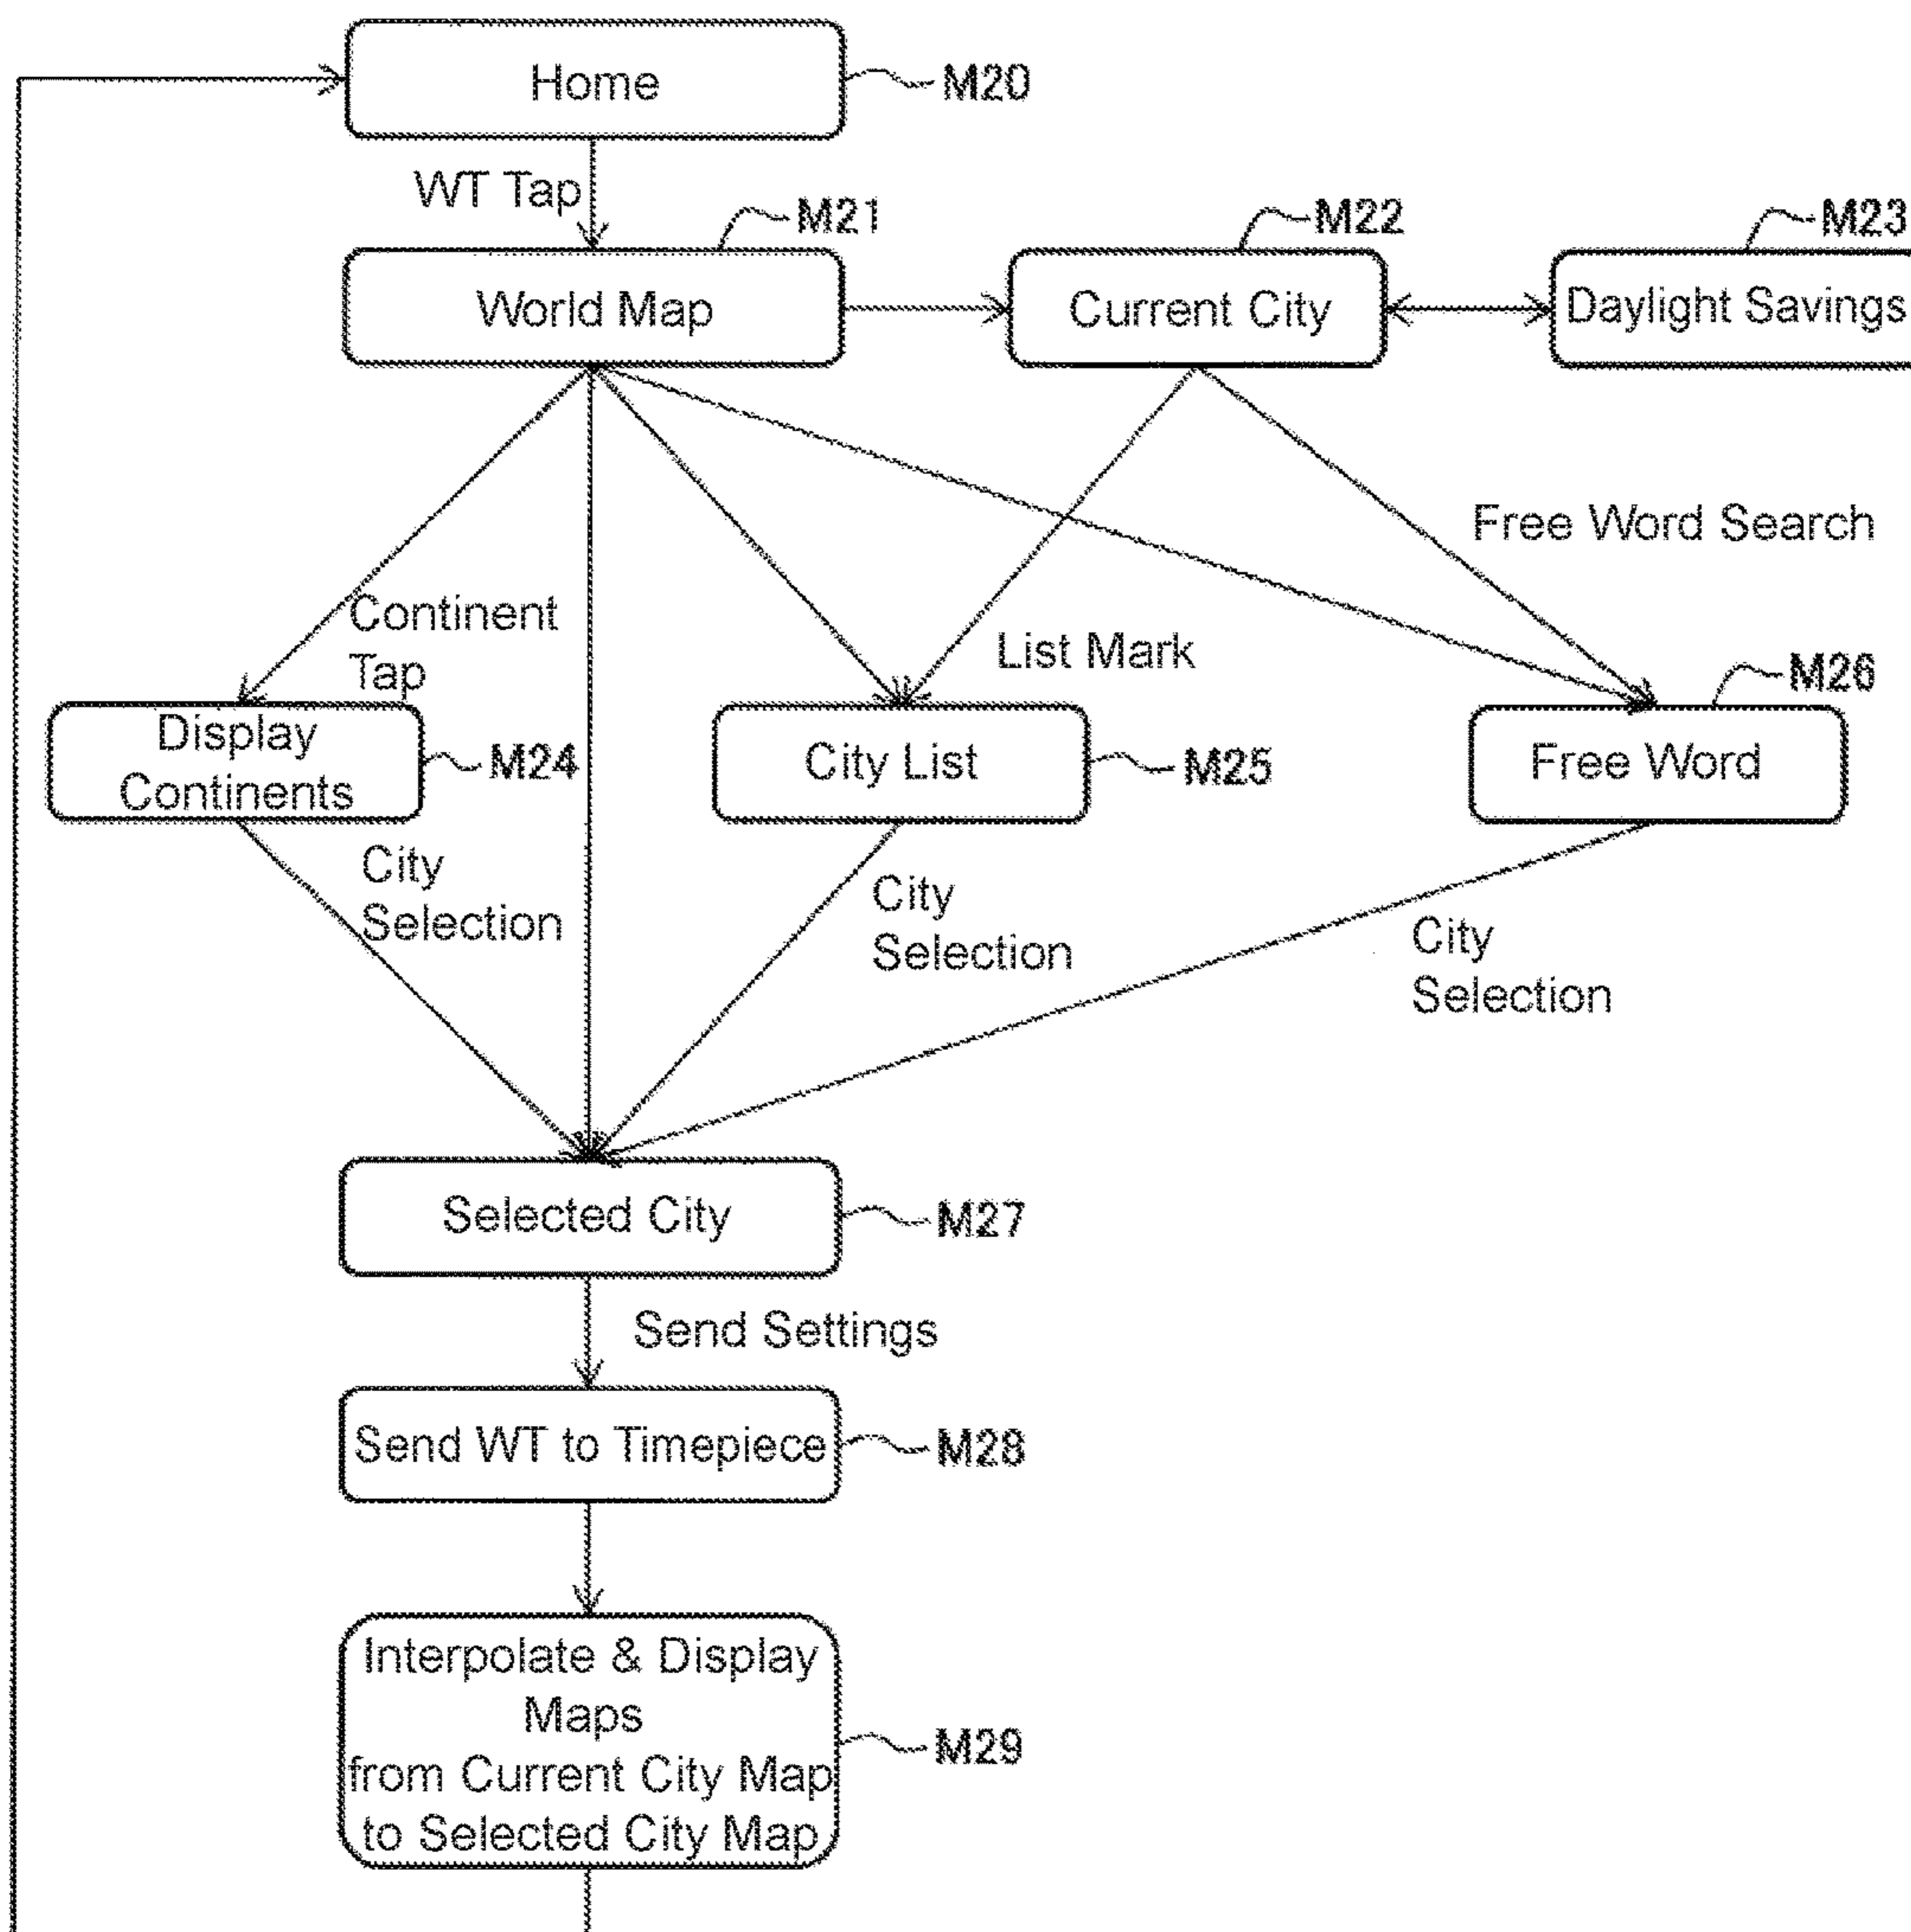 Home
M20
WT Tap
M21
M22
M23
World Map
Current City
Daylight Savings
Free Word Search
Continent
Tap
List Mark
M26
Display
Continents
M24
City List
M25
Free Word
City
Selection
City
Selection
City
Selection
Selected City
M27
Send Settings
Send WT to Timepiece
M28
Interpolate & Display
Maps
from Current City Map
to Selected City Map
M29